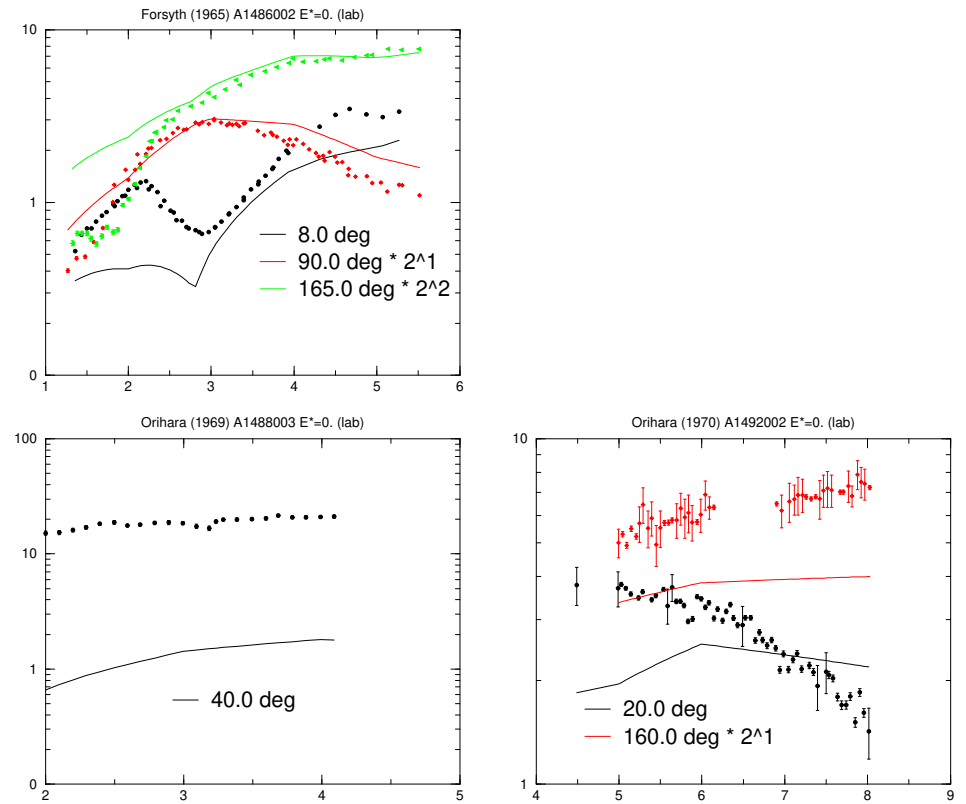 Forsyth (1965) A1486002 E*=0. (lab)
10
1
0
8.0 deg
90.0 deg * 2^1
165.0 deg * 2^2
1 2 3 4 5 6
Orihara (1969) A1488003 E*=0. (lab)
100
10
1
0
40.0 deg
2 3 4 5
Orihara (1970) A1492002 E*=0. (lab)
10
1
20.0 deg
160.0 deg * 2^1
4 5 6 7 8 9